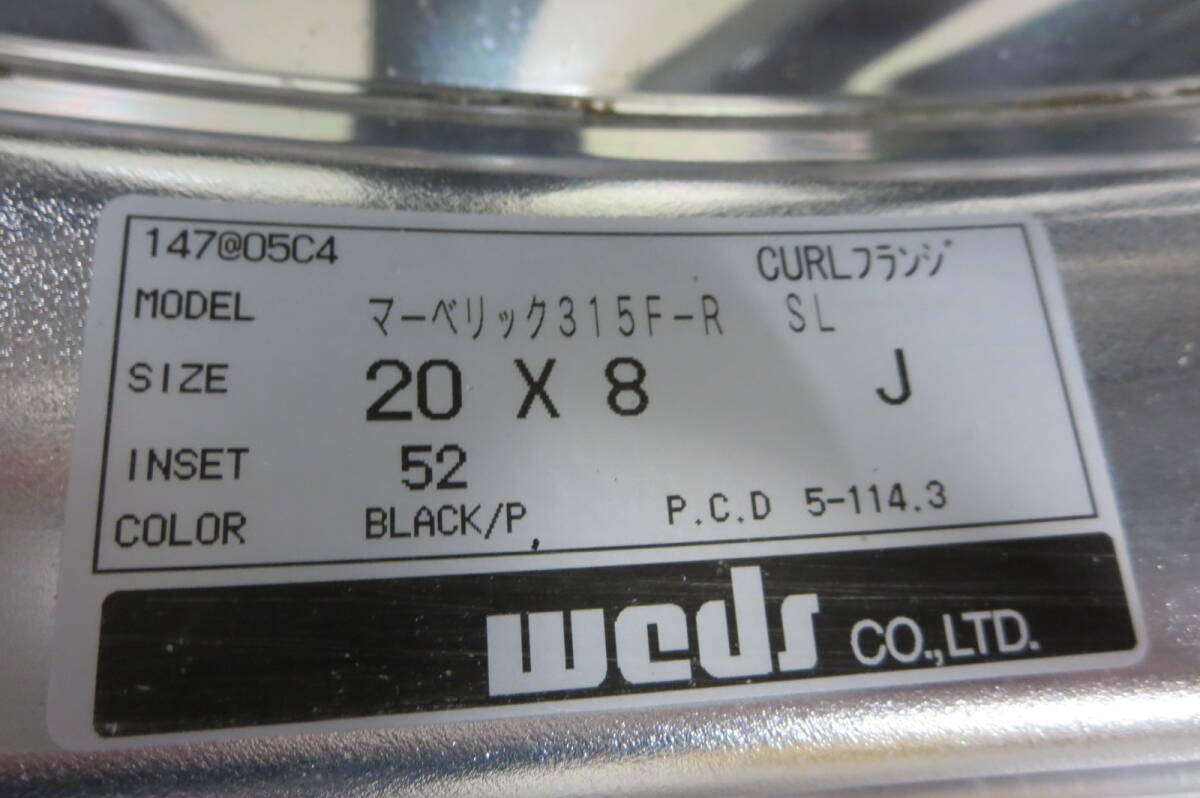 147@05C4 CURLフランジ
MODEL マーベリック315F-R SL
SIZE 20 X 8 J
INSET 52
COLOR BLACK/P P.C.D 5-114.3
weds CO.,LTD.